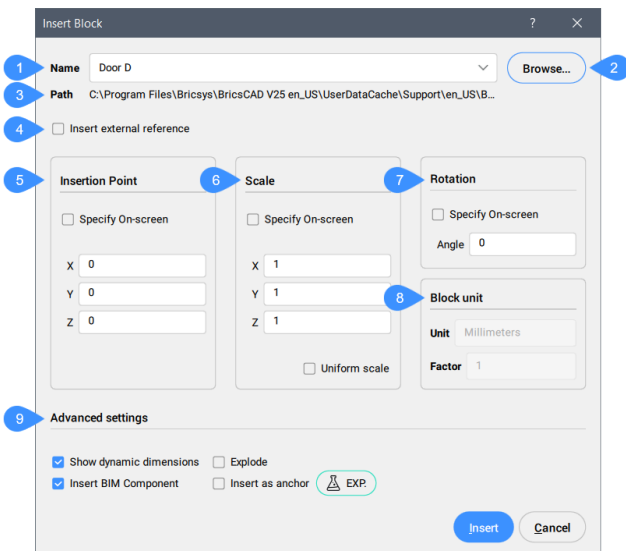 Insert Block ? ×
1 Name Door D Browse... 2
3 Path C:\Program Files\Bricsys\BricsCAD V25 en_US\UserDataCache\Support\en_US\B...
4 Insert external reference
5 Insertion Point 6 Scale 7 Rotation
Specify On-screen Specify On-screen Specify On-screen
Angle 0
X 0 X 1
Y 0 Y 1
8 Block unit
Z 0 Z 1
Unit Millimeters
Uniform scale Factor 1
9 Advanced settings
Show dynamic dimensions Explode
Insert BIM Component Insert as anchor EXP.
Insert Cancel